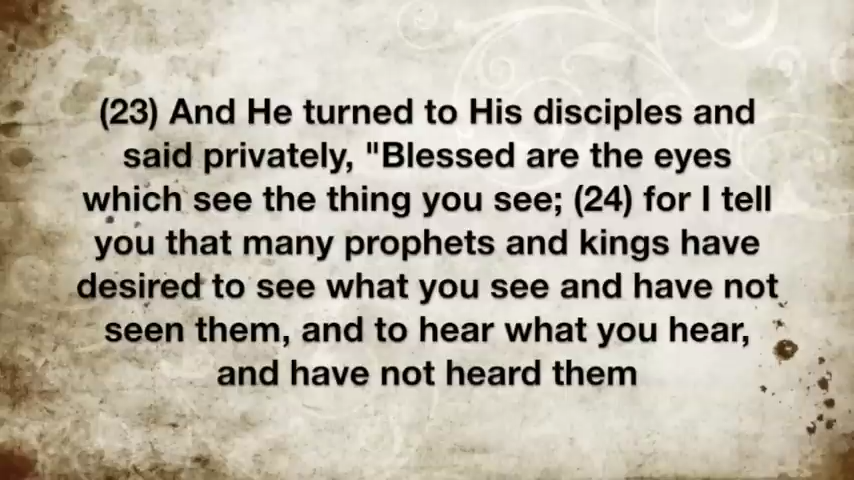 (23) And He turned to His disciples and
said privately, "Blessed are the eyes
which see the thing you see; (24) for I tell
you that many prophets and kings have
desired to see what you see and have not
seen them, and to hear what you hear,
and have not heard them